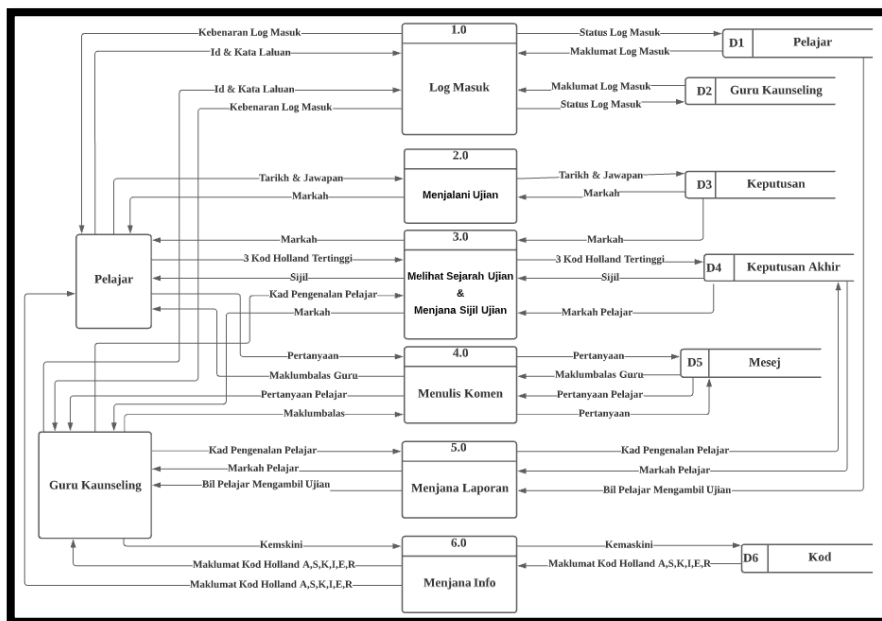 Kebenaran Log Masuk
1.0
Status Log Masuk
D1
Pelajar
Id & Kata Laluan
Maklumat Log Masuk
Log Masuk
Id & Kata Laluan
Maklumat Log Masuk
D2
Guru Kaunseling
Kebenaran Log Masuk
Status Log Masuk
2.0
Tarikh & Jawapan
Tarikh & Jawapan
D3
Keputusan
Markah
Menjalani Ujian
Markah
3.0
Markah
Markah
Pelajar
3 Kod Holland Tertinggi
3 Kod Holland Tertinggi
D4
Keputusan Akhir
Sijil
Melihat Sejarah Ujian
&
Menjana Sijil Ujian
Sijil
Kad Pengenalan Pelajar
Markah
Markah Pelajar
4.0
Pertanyaan
Pertanyaan
D5
Mesej
Maklumbalas Guru
Menulis Komen
Maklumbalas Guru
Pertanyaan Pelajar
Pertanyaan Pelajar
Maklumbalas
Pertanyaan
5.0
Kad Pengenalan Pelajar
Kad Pengenalan Pelajar
Guru Kaunseling
Markah Pelajar
Menjana Laporan
Markah Pelajar
Bil Pelajar Mengambil Ujian
Bil Pelajar Mengambil Ujian
6.0
Kemskini
Kemaskini
D6
Kod
Maklumat Kod Holland A,S,K,I,E,R
Menjana Info
Maklumat Kod Holland A,S,K,I,E,R
Maklumat Kod Holland A,S,K,I,E,R